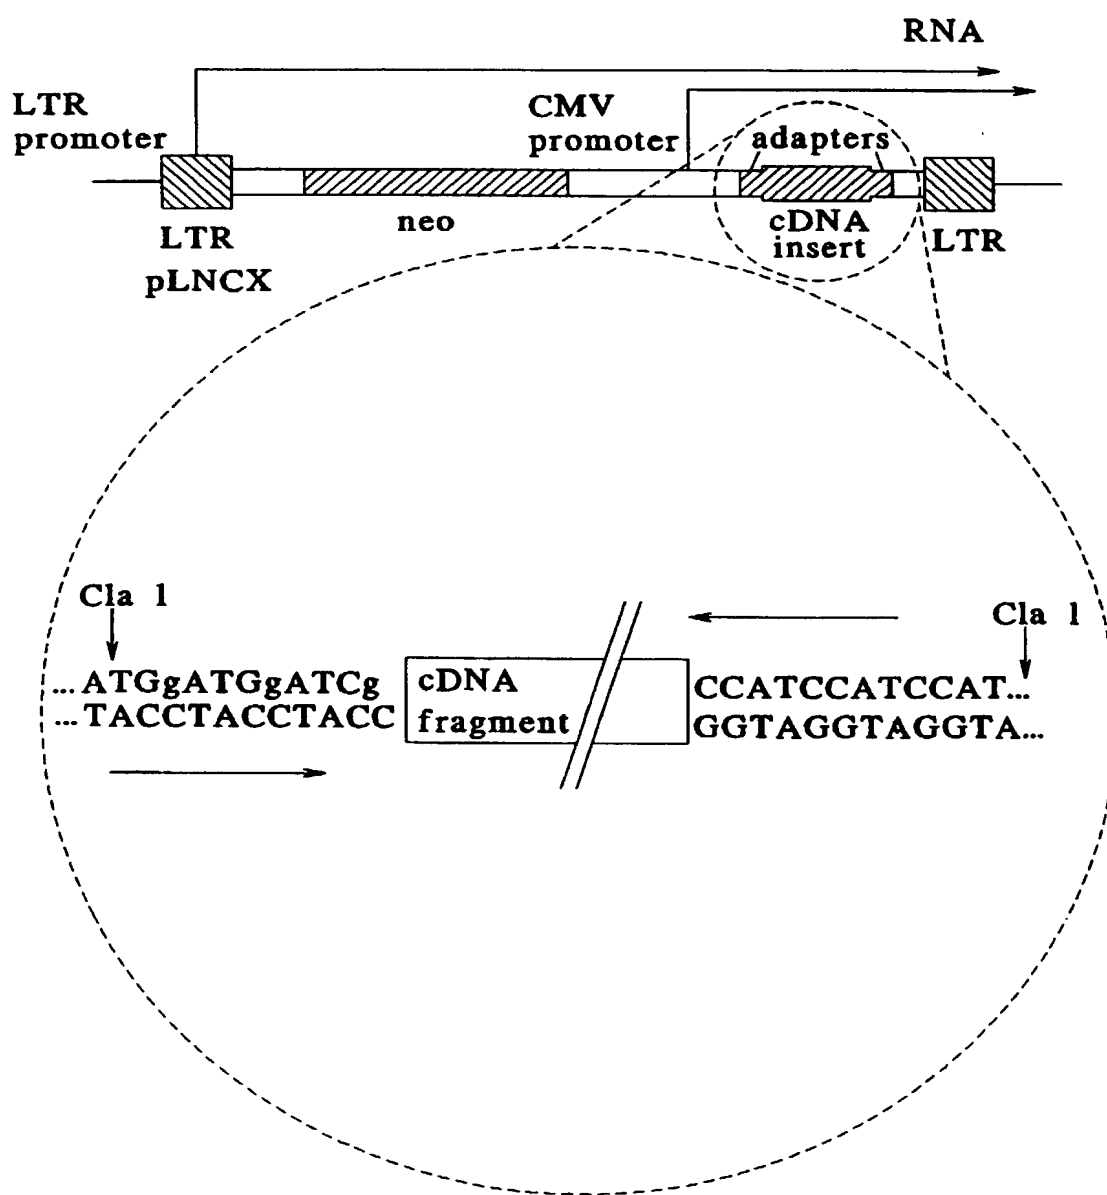 RNA
LTR
promoter
CMV
promoter
adapters
LTR
pLNCX
neo
cDNA
insert
LTR
Cla 1
Cla 1
...ATGgATGgATCg
...TACCTACCTACC
cDNA
fragment
CCATCCATCCAT...
GGTAGGTAGGTA...